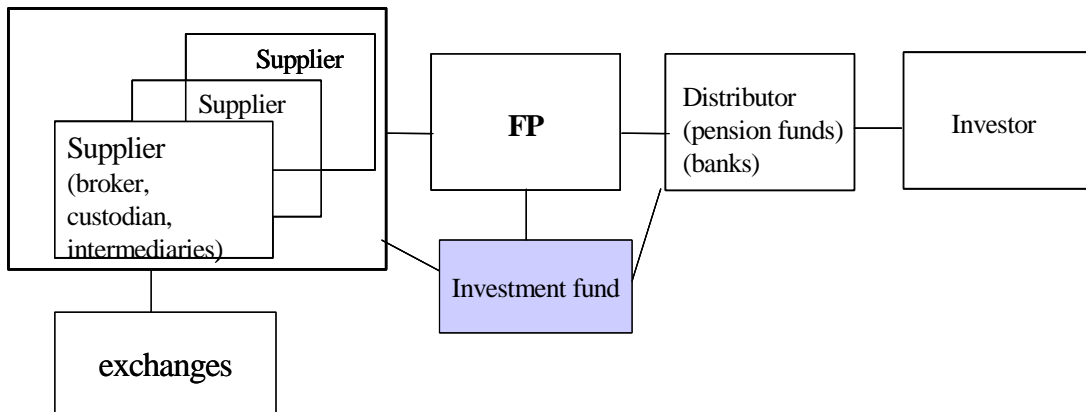 Supplier
Supplier
Supplier
(broker,
custodian,
intermediaries)
FP
Distributor
(pension funds)
(banks)
Investor
Investment fund
exchanges